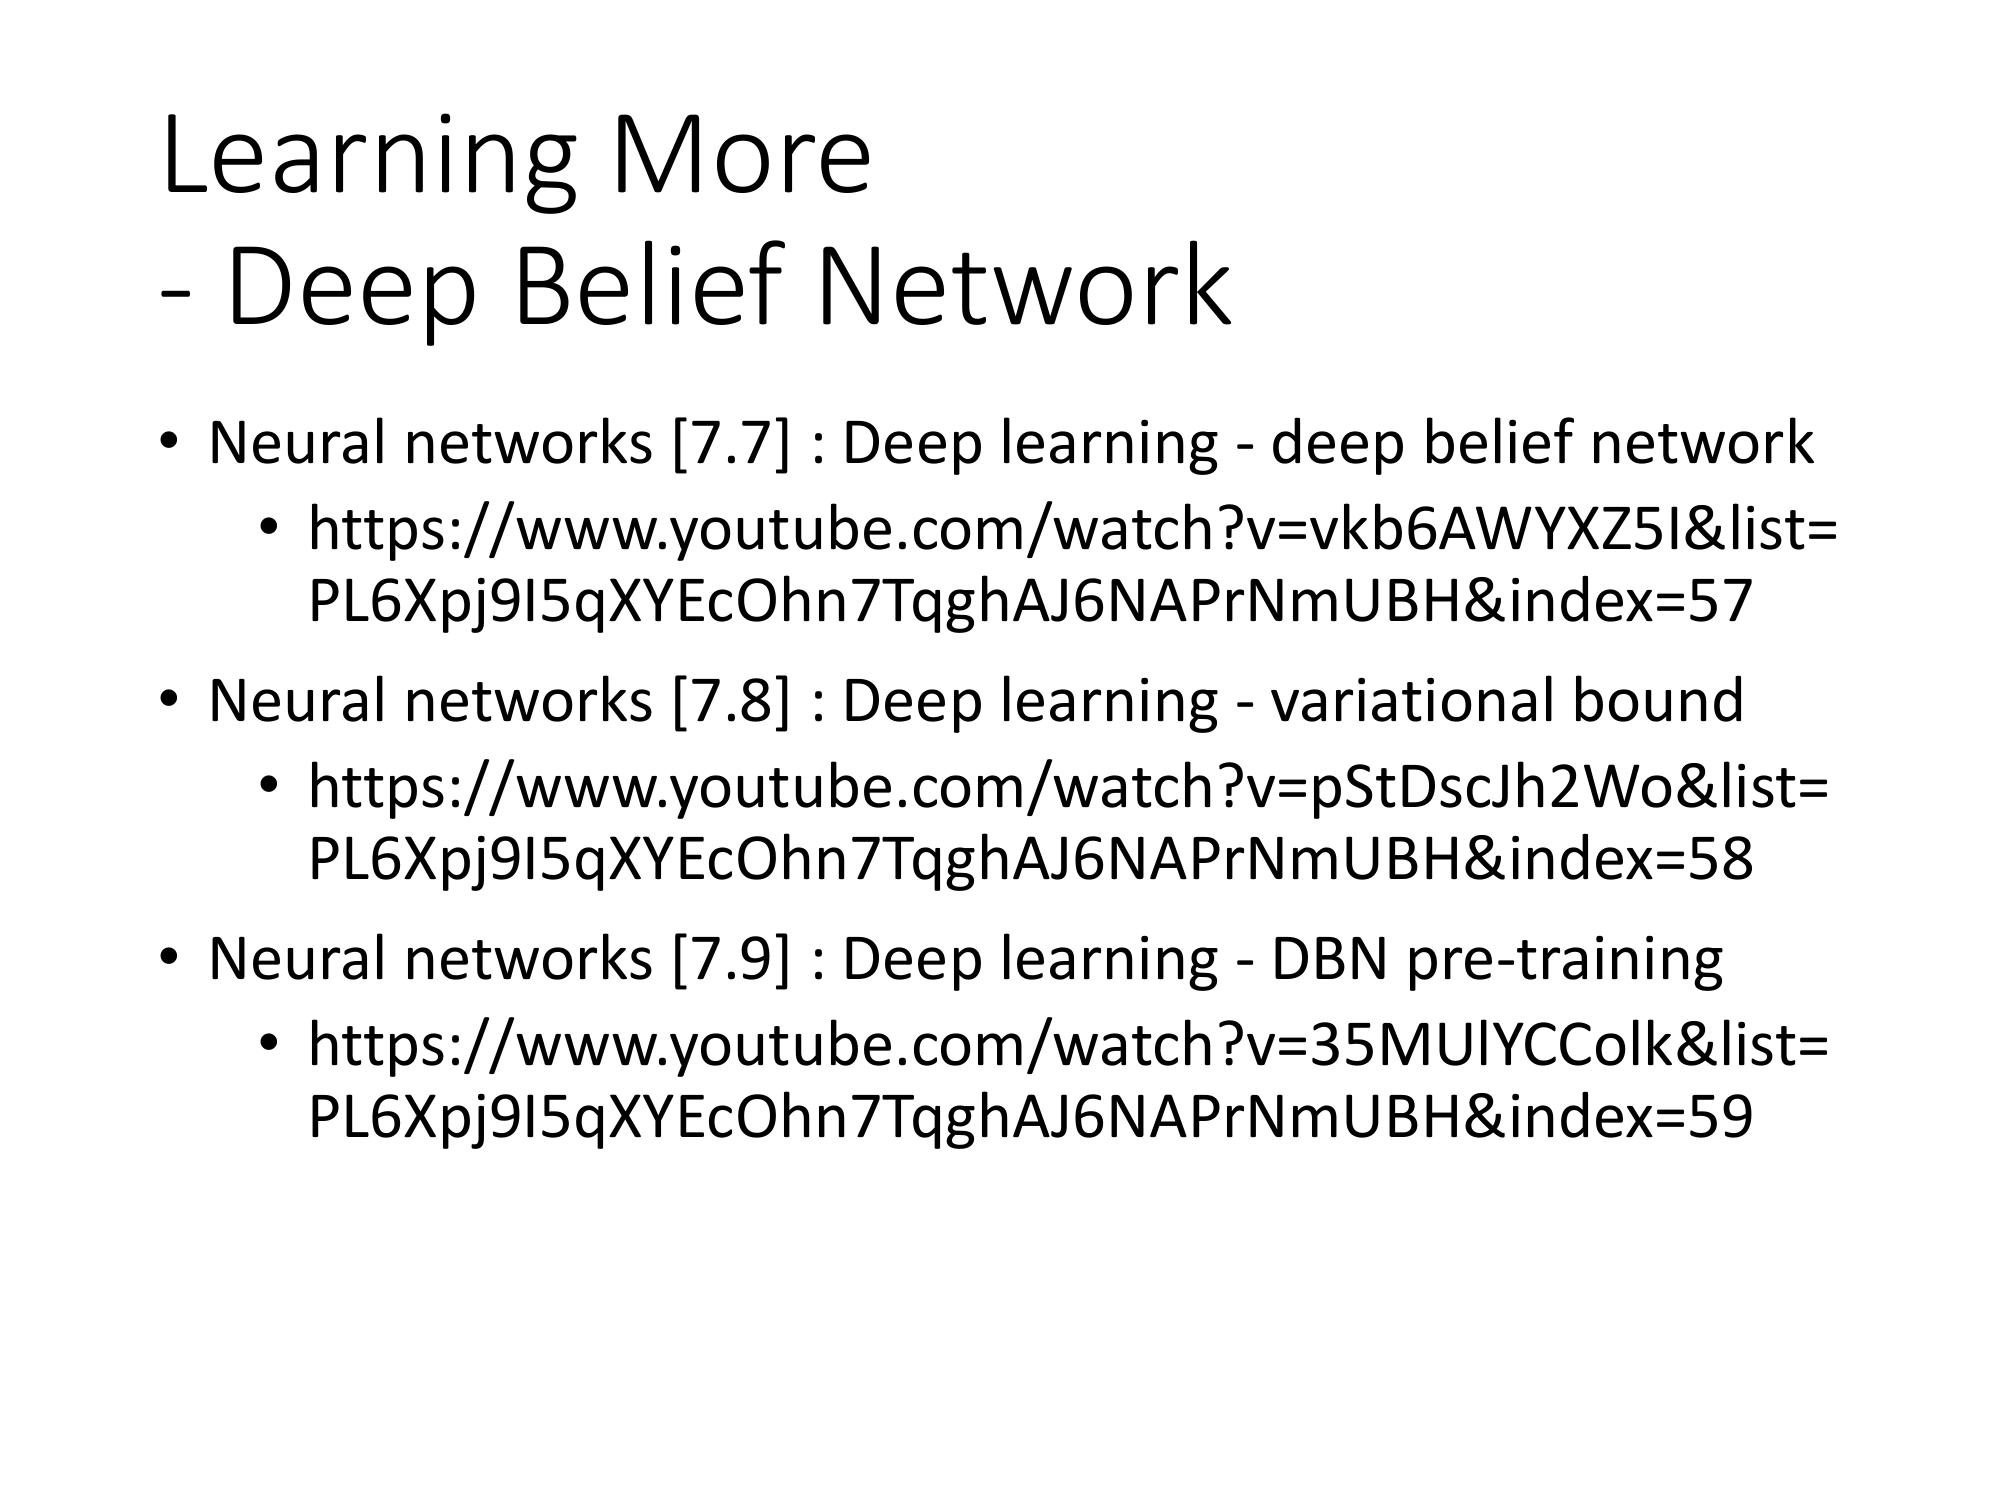 Learning More
- Deep Belief Network
• Neural networks [7.7] : Deep learning - deep belief network
• https://www.youtube.com/watch?v=vkb6AWYXZ5I&list=
PL6Xpj9I5qXYEcOhn7TqghAJ6NAPrNmUBH&index=57
• Neural networks [7.8] : Deep learning - variational bound
• https://www.youtube.com/watch?v=pStDscJh2Wo&list=
PL6Xpj9I5qXYEcOhn7TqghAJ6NAPrNmUBH&index=58
• Neural networks [7.9] : Deep learning - DBN pre-training
• https://www.youtube.com/watch?v=35MUlYCColk&list=
PL6Xpj9I5qXYEcOhn7TqghAJ6NAPrNmUBH&index=59